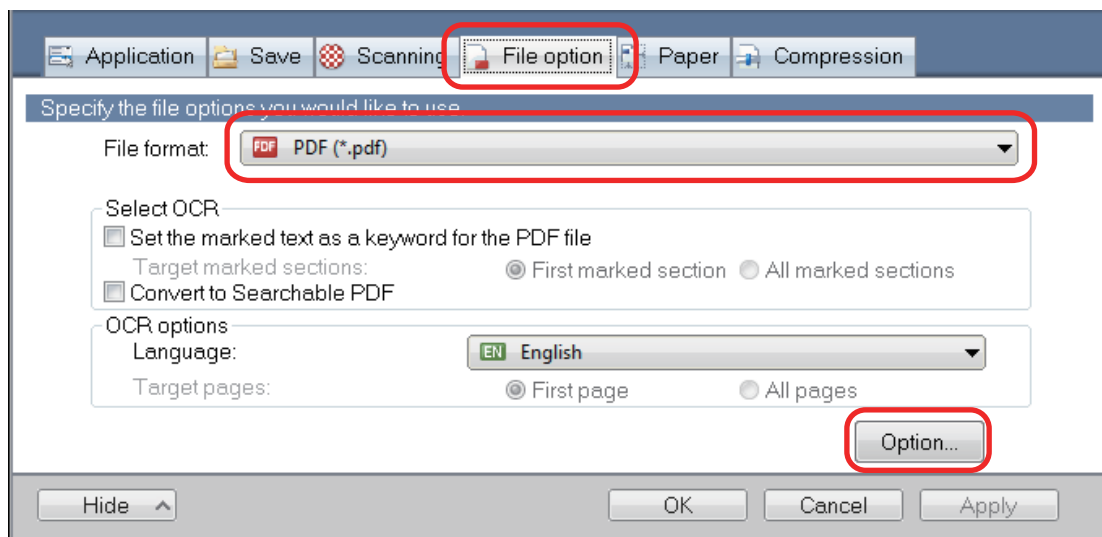 Application Save Scanning File option Paper Compression
Specify the file options you would like to use.
File format: PDF PDF (*.pdf)
Select OCR
Set the marked text as a keyword for the PDF file
Target marked sections: First marked section All marked sections
Convert to Searchable PDF
OCR options
Language: EN English
Target pages: First page All pages
Option...
Hide OK Cancel Apply